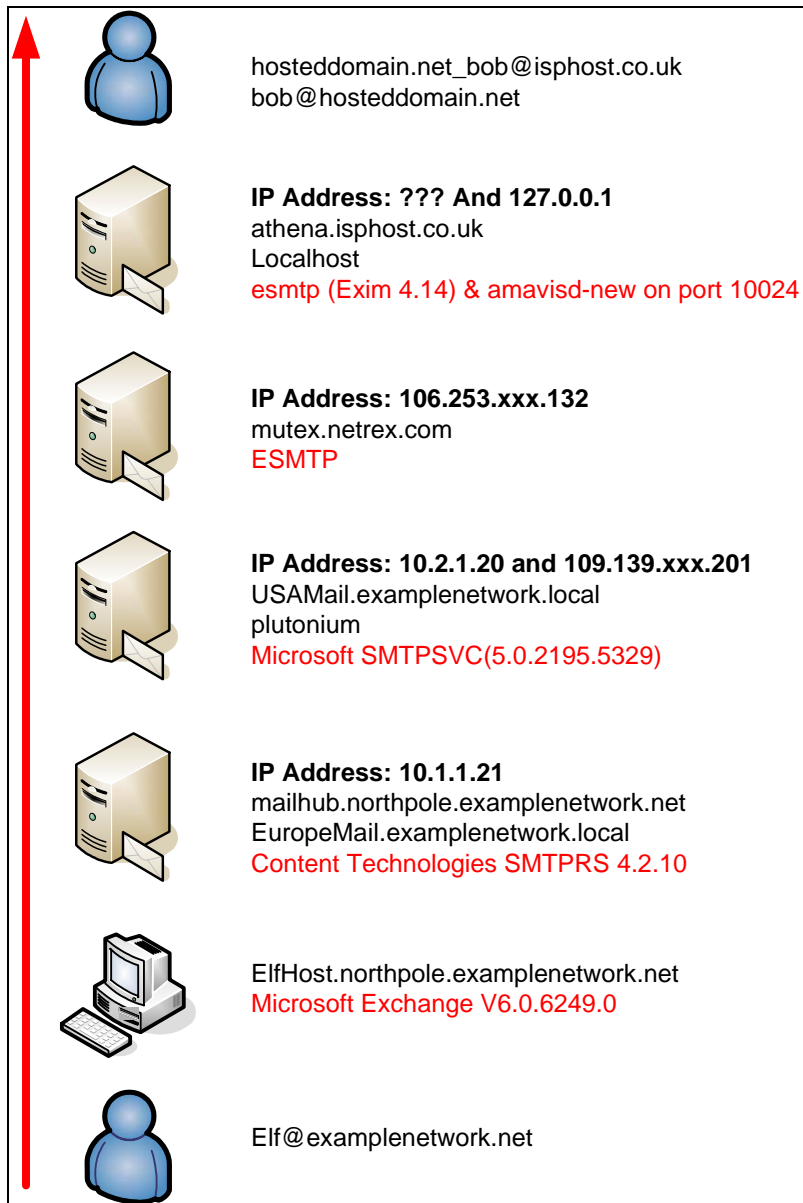 hosteddomain.net_bob@isphost.co.uk
bob@hosteddomain.net
IP Address: ??? And 127.0.0.1
athena.isphost.co.uk
Localhost
esmtp (Exim 4.14) & amavisd-new on port 10024
IP Address: 106.253.xxx.132
mutex.netrex.com
ESMTP
IP Address: 10.2.1.20 and 109.139.xxx.201
USAMail.examplenetwork.local
plutonium
Microsoft SMTPSVC(5.0.2195.5329)
IP Address: 10.1.1.21
mailhub.northpole.examplenetwork.net
EuropeMail.examplenetwork.local
Content Technologies SMTPRS 4.2.10
ElfHost.northpole.examplenetwork.net
Microsoft Exchange V6.0.6249.0
Elf@examplenetwork.net